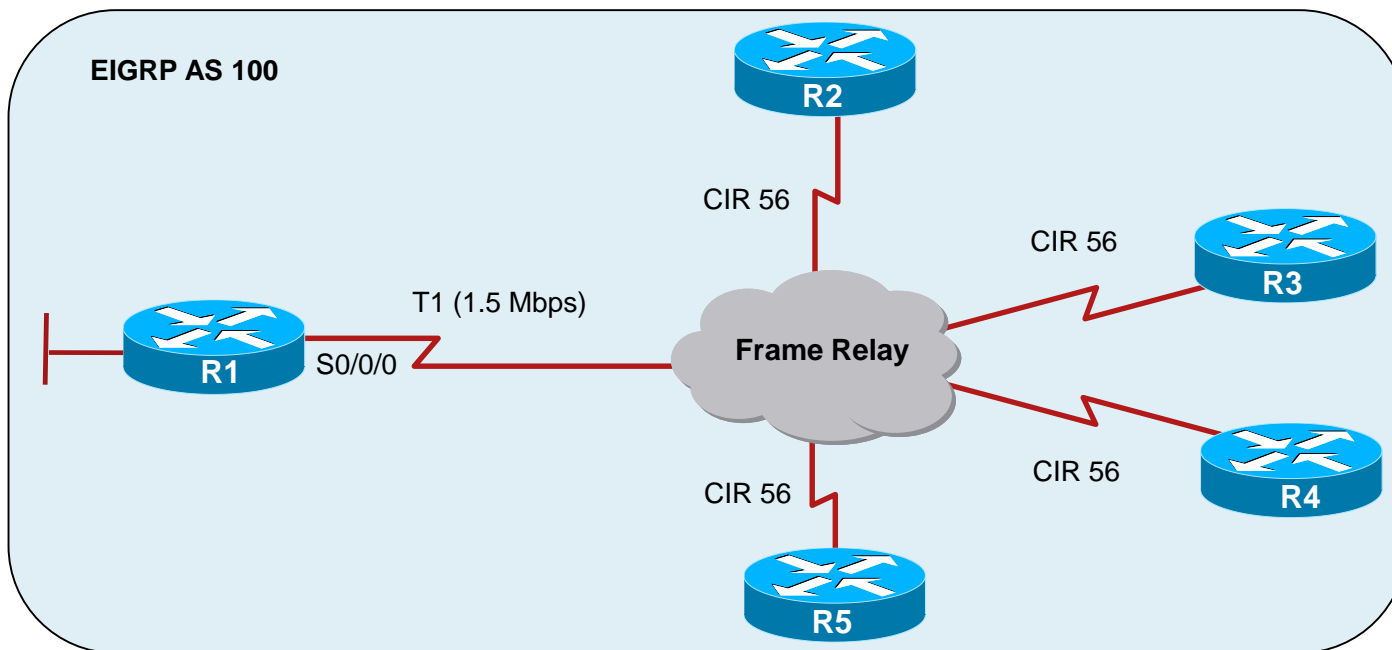 EIGRP AS 100
R2
CIR 56
CIR 56
R3
T1 (1.5 Mbps)
Frame Relay
R1
S0/0/0
CIR 56
R4
CIR 56
R5